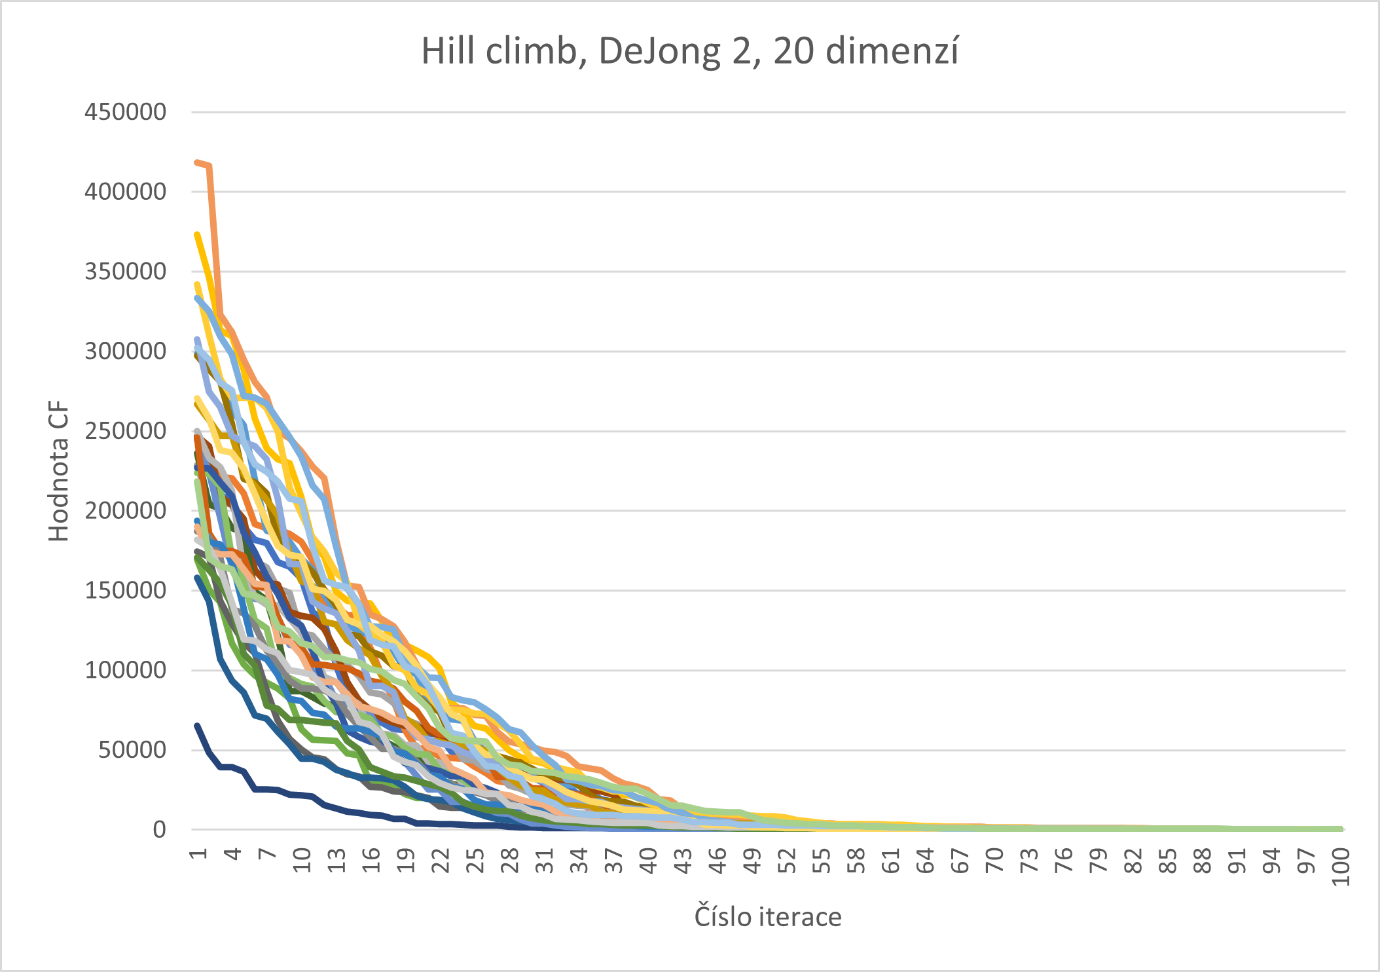 Hill climb, DeJong 2, 20 dimenzí
450000
400000
350000
300000
250000
200000
150000
100000
50000
0
Hodnota CF
1 4 7 10 13 16 19 22 25 28 31 34 37 40 43 46 49 52 55 58 61 64 67 70 73 76 79 82 85 88 91 94 97 100
Číslo iterace